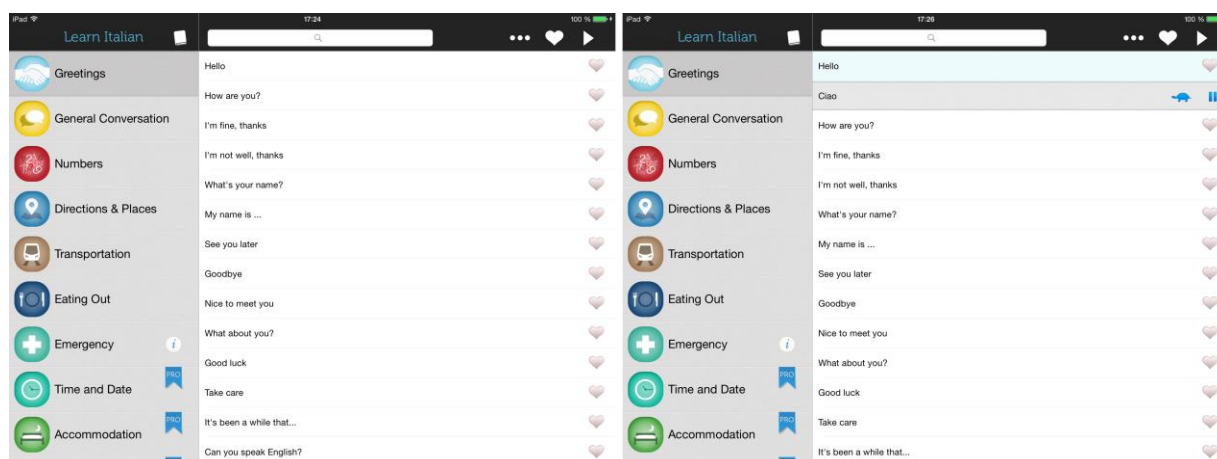 iPad 17:24 100 %
Learn Italian
Greetings
General Conversation
Numbers
Directions & Places
Transportation
Eating Out
Emergency
i
Time and Date
PRO
Accommodation
PRO
Hello
How are you?
I'm fine, thanks
I'm not well, thanks
What's your name?
My name is ...
See you later
Goodbye
Nice to meet you
What about you?
Good luck
Take care
It's been a while that...
Can you speak English?
iPad 17:26 100 %
Learn Italian
Greetings
General Conversation
Numbers
Directions & Places
Transportation
Eating Out
Emergency
i
Time and Date
PRO
Accommodation
PRO
Hello
Ciao
How are you?
I'm fine, thanks
I'm not well, thanks
What's your name?
My name is ...
See you later
Goodbye
Nice to meet you
What about you?
Good luck
Take care
It's been a while that...